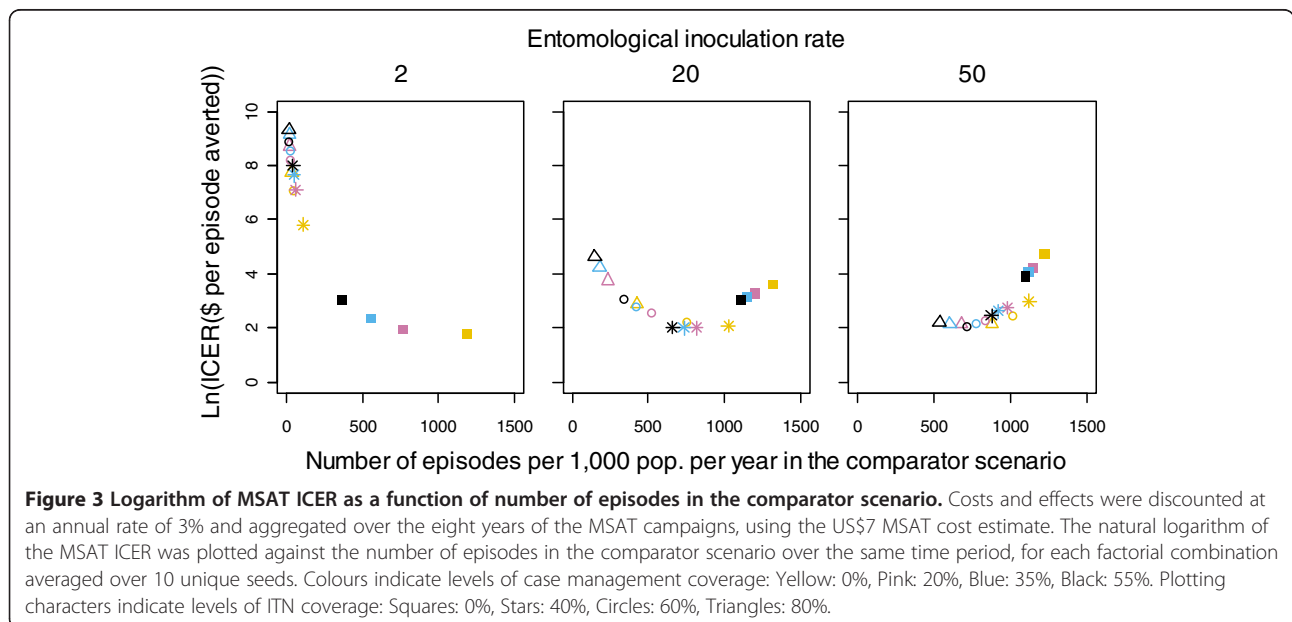 Entomological inoculation rate
2 20 50
Ln(ICER($ per episode averted))
10
8
6
4
2
0
0 500 1000 1500 0 500 1000 1500 0 500 1000 1500
Number of episodes per 1,000 pop. per year in the comparator scenario
Figure 3 Logarithm of MSAT ICER as a function of number of episodes in the comparator scenario. Costs and effects were discounted at
an annual rate of 3% and aggregated over the eight years of the MSAT campaigns, using the US$7 MSAT cost estimate. The natural logarithm of
the MSAT ICER was plotted against the number of episodes in the comparator scenario over the same time period, for each factorial combination
averaged over 10 unique seeds. Colours indicate levels of case management coverage: Yellow: 0%, Pink: 20%, Blue: 35%, Black: 55%. Plotting
characters indicate levels of ITN coverage: Squares: 0%, Stars: 40%, Circles: 60%, Triangles: 80%.